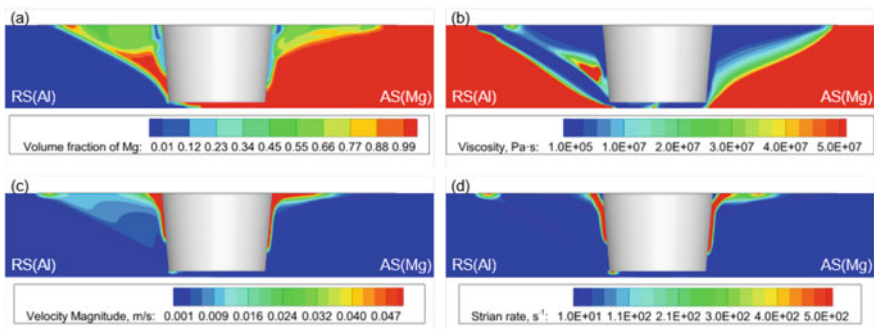 (a)
RS(Al)
AS(Mg)
Volume fraction of Mg: 0.01 0.12 0.23 0.34 0.45 0.55 0.66 0.77 0.88 0.99
(b)
RS(Al)
AS(Mg)
Viscosity, Pa·s: 1.0E+05 1.0E+07 2.0E+07 3.0E+07 4.0E+07 5.0E+07
(c)
RS(Al)
AS(Mg)
Velocity Magnitude, m/s: 0.001 0.009 0.016 0.024 0.032 0.040 0.047
(d)
RS(Al)
AS(Mg)
Strian rate, s⁻¹: 1.0E+01 1.1E+02 2.1E+02 3.0E+02 4.0E+02 5.0E+02